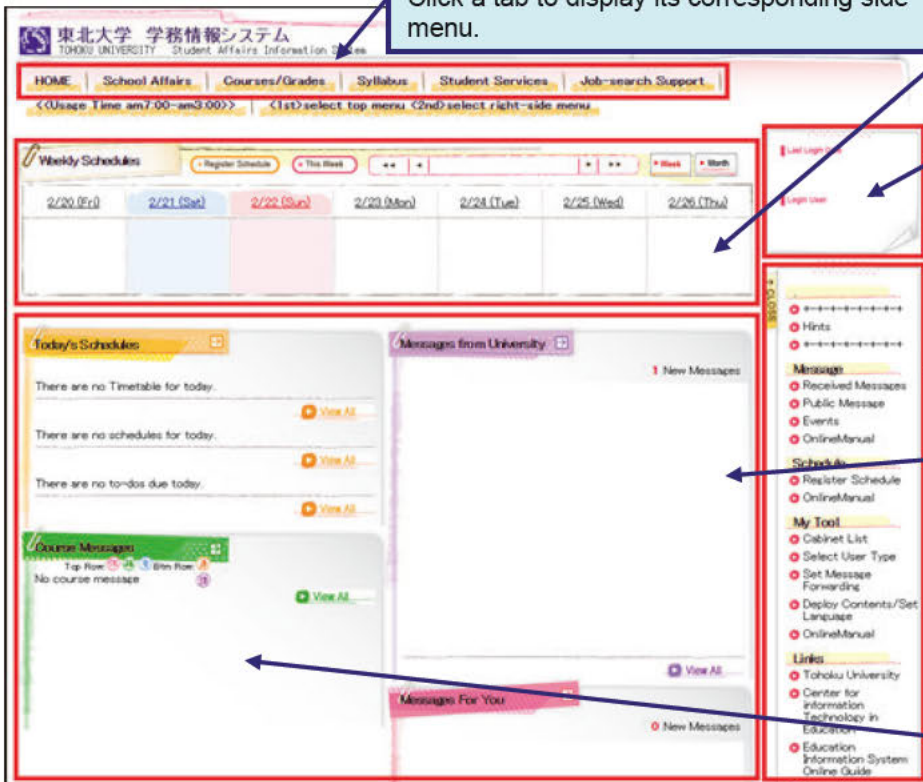 Click a tab to display its corresponding side
menu.
東北大学 学務情報システム
TOHOKU UNIVERSITY Student Affairs Information System
HOME School Affairs Courses/Grades Syllabus Student Services Job-search Support
<<Usage Time am7:00-am3:00>> <1st>select top menu <2nd>select right-side menu
Weekly Schedules
Register Schedule
This Week
Week
Month
2/20 (Fri) 2/21 (Sat) 2/22 (Sun) 2/23 (Mon) 2/24 (Tue) 2/25 (Wed) 2/26 (Thu)
Last Login Date
Login User
Today's Schedules
There are no Timetable for today.
View All
There are no schedules for today.
View All
There are no to-dos due today.
View All
Course Messages
Top Row Btm Row
No course message
View All
Messages from University
1 New Messages
View All
Messages For You
0 New Messages
CLOSE
Hints
Message
Received Messages
Public Message
Events
OnlineManual
Schedule
Register Schedule
OnlineManual
My Tool
Cabinet List
Select User Type
Set Message
Forwarding
Deploy Contents/Set
Language
OnlineManual
Links
Tohoku University
Center for
information
Technology in
Education
Education
Information System
Online Guide